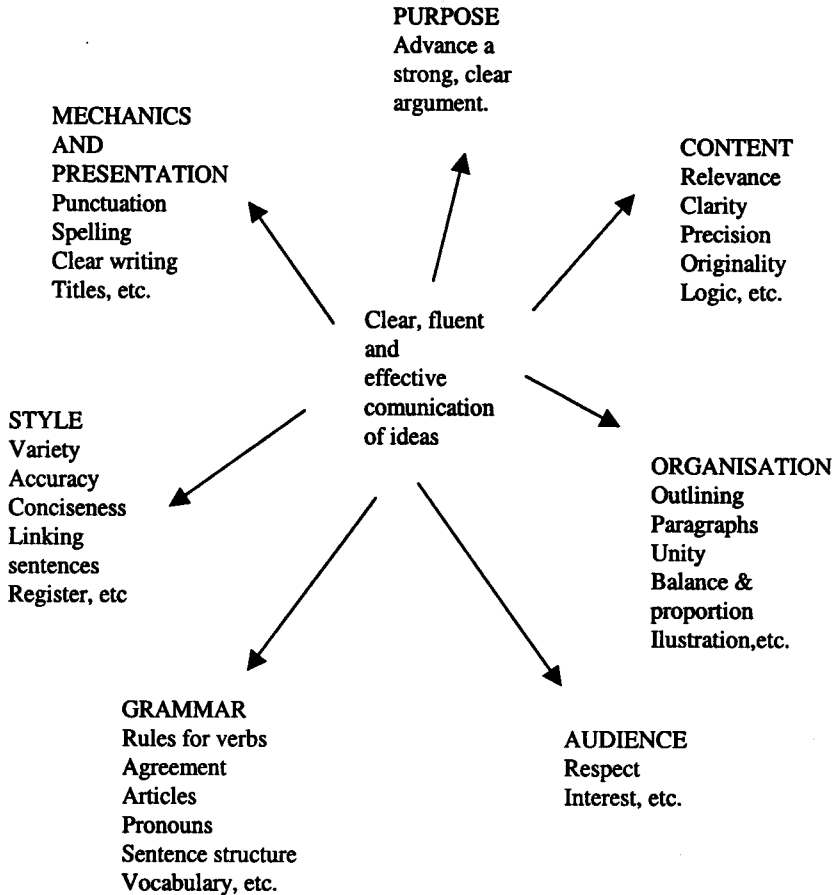 PURPOSE
Advance a
strong, clear
argument.
MECHANICS
AND
PRESENTATION
Punctuation
Spelling
Clear writing
Titles, etc.
CONTENT
Relevance
Clarity
Precision
Originality
Logic, etc.
Clear, fluent
and
effective
comunication
of ideas
STYLE
Variety
Accuracy
Conciseness
Linking
sentences
Register, etc
ORGANISATION
Outlining
Paragraphs
Unity
Balance &
proportion
Ilustration,etc.
GRAMMAR
Rules for verbs
Agreement
Articles
Pronouns
Sentence structure
Vocabulary, etc.
AUDIENCE
Respect
Interest, etc.